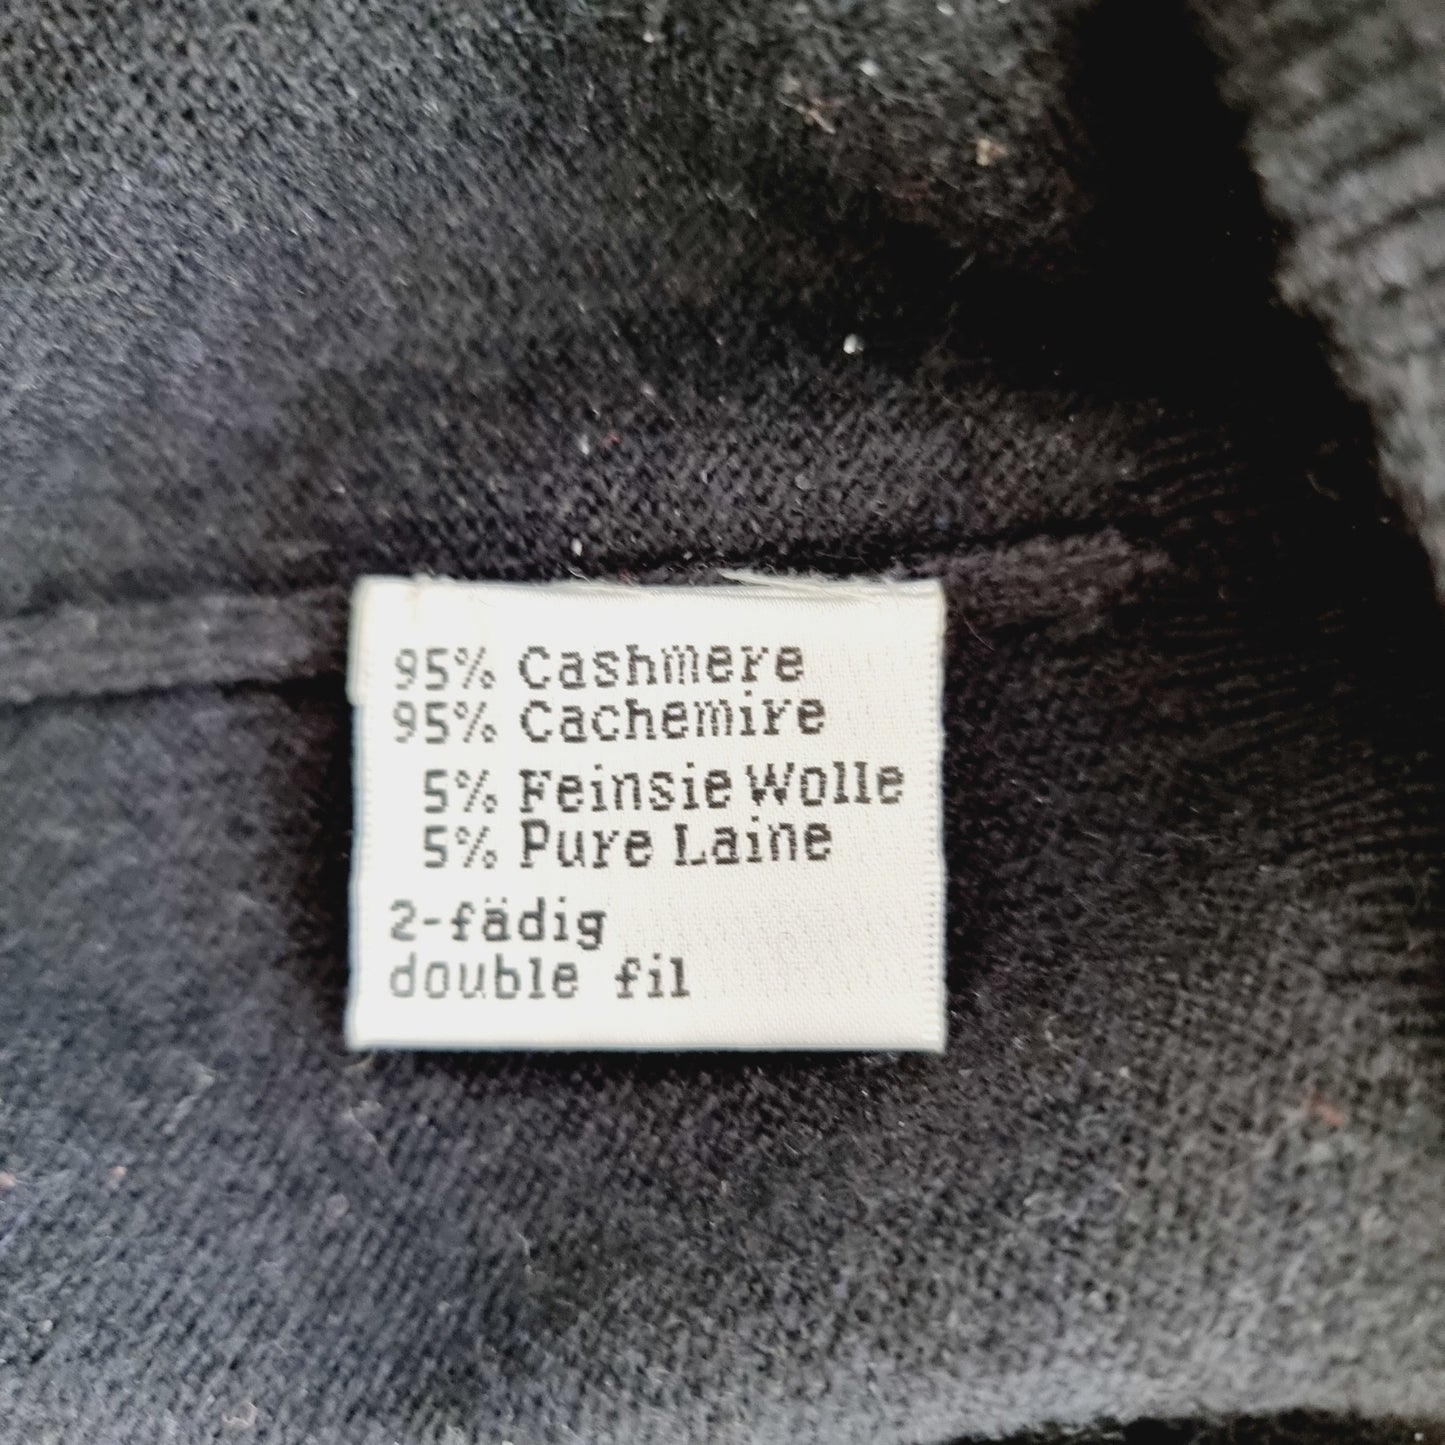 95% Cashmere
95% Cachemire
5% Feinsie Wolle
5% Pure Laine
2-fädig
double fil